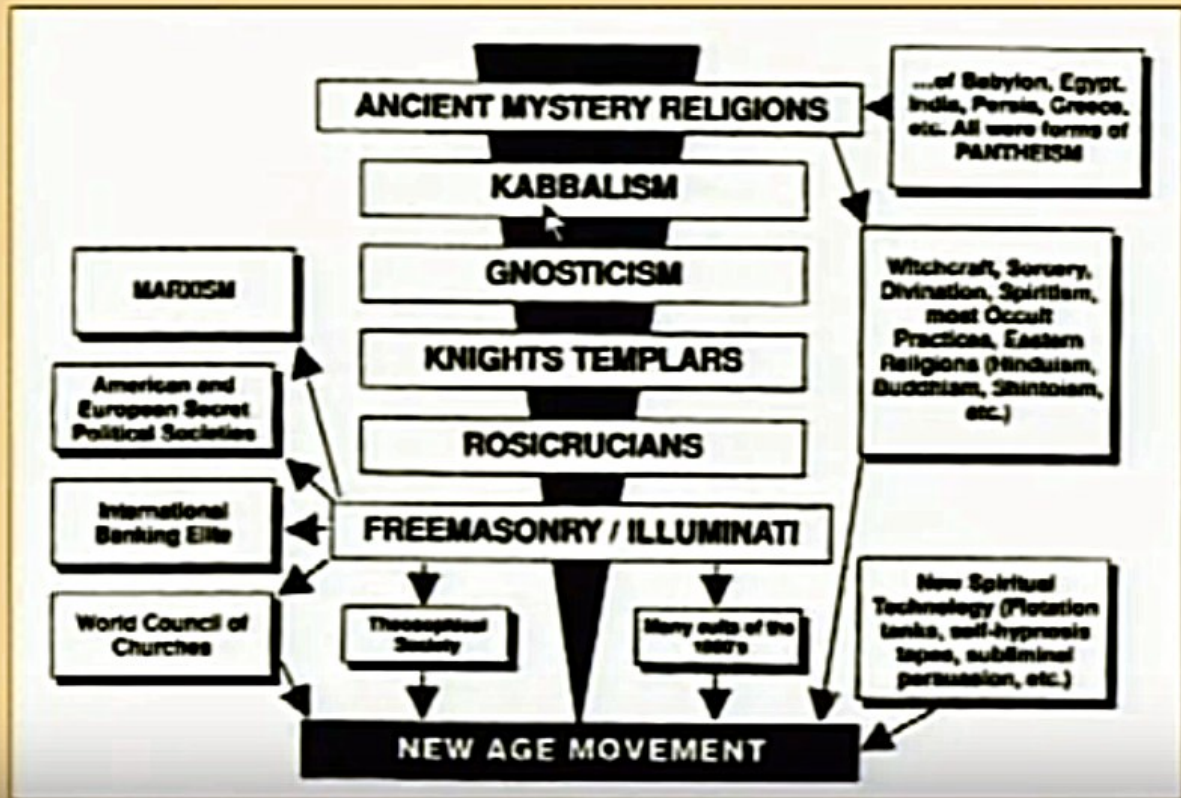 ANCIENT MYSTERY RELIGIONS
...of Babylon, Egypt,
India, Persia, Greece,
etc. All were forms of
PANTHEISM
KABBALISM
GNOSTICISM
Witchcraft, Sorcery,
Divination, Spiritism,
most Occult
Practices, Eastern
Religions (Hinduism,
Buddhism, Shintoism,
etc.)
MARXISM
KNIGHTS TEMPLARS
American and
European Secret
Political Societies
ROSICRUCIANS
International
Banking Elite
FREEMASONRY / ILLUMINATI
World Council of
Churches
Theosophical
Society
Many cults of the
New Spiritual
Technology (Flotation
tanks, self-hypnosis
tapes, subliminal
persuasion, etc.)
NEW AGE MOVEMENT